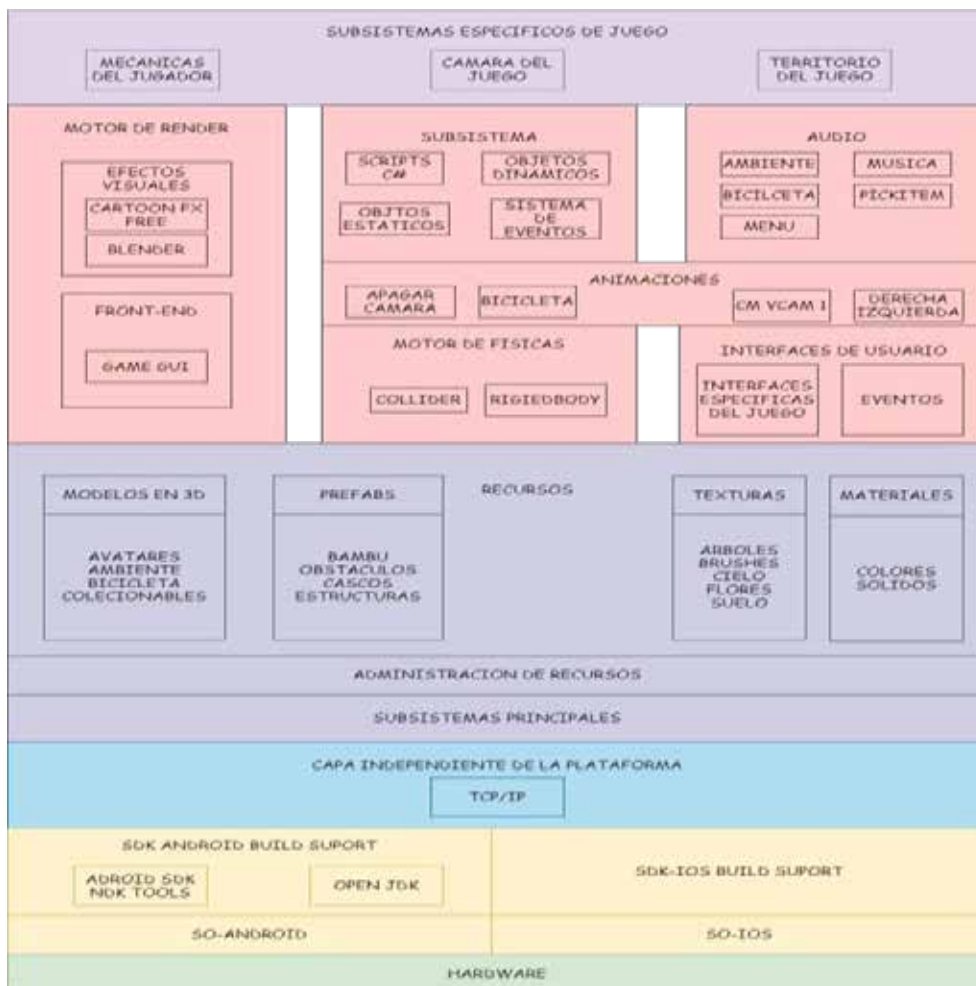 SUBSISTEMAS ESPECIFICOS DE JUEGO
MECANICAS
DEL JUGADOR
CAMARA DEL
JUEGO
TERRITORIO
DEL JUEGO
MOTOR DE RENDER
EFECTOS
VISUALES
CARTOON FX
FREE
BLENDER
FRONT-END
GAME GUI
SUBSISTEMA
SCRIPTS
C#
OBJETOS
DINAMICOS
OBJTOS
ESTATICOS
SISTEMA
DE
EVENTOS
AUDIO
AMBIENTE
MUSICA
BICILCETA
PICKITEM
MENU
ANIMACIONES
APAGAR
CAMARA
BICICLETA
CM VCAM 1
DERECHA
IZQUIERDA
MOTOR DE FISICAS
COLLIDER
RIGIEDBODY
INTERFACES DE USUARIO
INTERFACES
ESPECIFICAS
DEL JUEGO
EVENTOS
RECURSOS
MODELOS EN 3D
AVATARES
AMBIENTE
BICICLETA
COLECIONABLES
PREFABS
BAMBU
OBSTACULOS
CASCOS
ESTRUCTURAS
TEXTURAS
ARBOLES
BRUSHES
CIELO
FLORES
SUELO
MATERIALES
COLORES
SOLIDOS
ADMINISTRACION DE RECURSOS
SUBSISTEMAS PRINCIPALES
CAPA INDEPENDIENTE DE LA PLATAFORMA
TCP/IP
SDK ANDROID BUILD SUPORT
ADROID SDK
NDK TOOLS
OPEN JDK
SDK-IOS BUILD SUPORT
SO-ANDROID
SO-IOS
HARDWARE